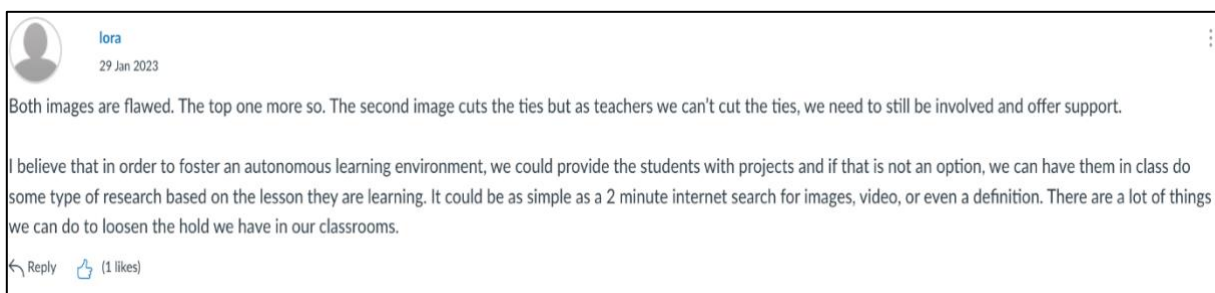 lora
29 Jan 2023
Both images are flawed. The top one more so. The second image cuts the ties but as teachers we can't cut the ties, we need to still be involved and offer support.
I believe that in order to foster an autonomous learning environment, we could provide the students with projects and if that is not an option, we can have them in class do
some type of research based on the lesson they are learning. It could be as simple as a 2 minute internet search for images, video, or even a definition. There are a lot of things
we can do to loosen the hold we have in our classrooms.
Reply (1 likes)